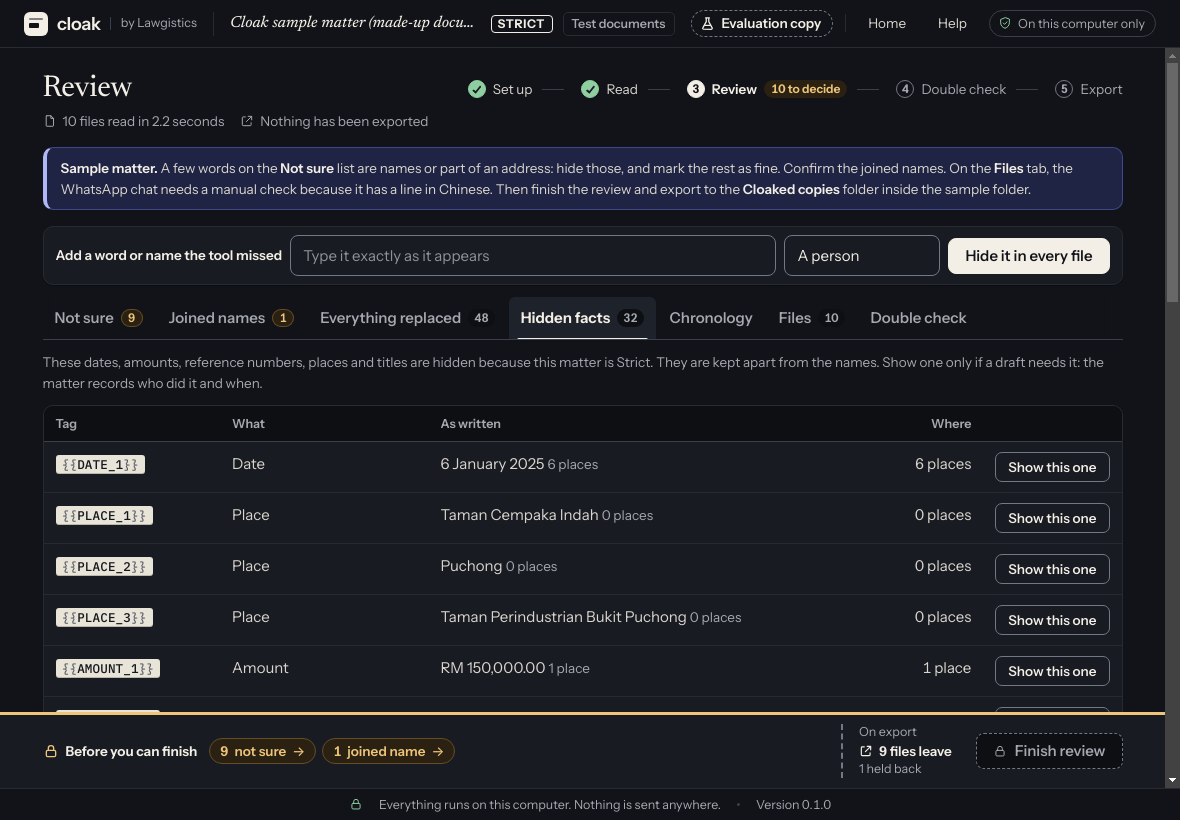 cloak by Lawgistics Cloak sample matter (made-up docu... STRICT Test documents Evaluation copy Home Help On this computer only
Review
Set up Read 3 Review 10 to decide 4 Double check 5 Export
10 files read in 2.2 seconds Nothing has been exported
Sample matter. A few words on the Not sure list are names or part of an address: hide those, and mark the rest as fine. Confirm the joined names. On the Files tab, the
WhatsApp chat needs a manual check because it has a line in Chinese. Then finish the review and export to the Cloaked copies folder inside the sample folder.
Add a word or name the tool missed Type it exactly as it appears A person Hide it in every file
Not sure 9 Joined names 1 Everything replaced 48 Hidden facts 32 Chronology Files 10 Double check
These dates, amounts, reference numbers, places and titles are hidden because this matter is Strict. They are kept apart from the names. Show one only if a draft needs it: the
matter records who did it and when.
Tag What As written Where
{{DATE_1}} Date 6 January 2025 6 places 6 places Show this one
{{PLACE_1}} Place Taman Cempaka Indah 0 places 0 places Show this one
{{PLACE_2}} Place Puchong 0 places 0 places Show this one
{{PLACE_3}} Place Taman Perindustrian Bukit Puchong 0 places 0 places Show this one
{{AMOUNT_1}} Amount RM 150,000.00 1 place 1 place Show this one
Before you can finish 9 not sure → 1 joined name → On export
9 files leave Finish review
1 held back
Everything runs on this computer. Nothing is sent anywhere. • Version 0.1.0